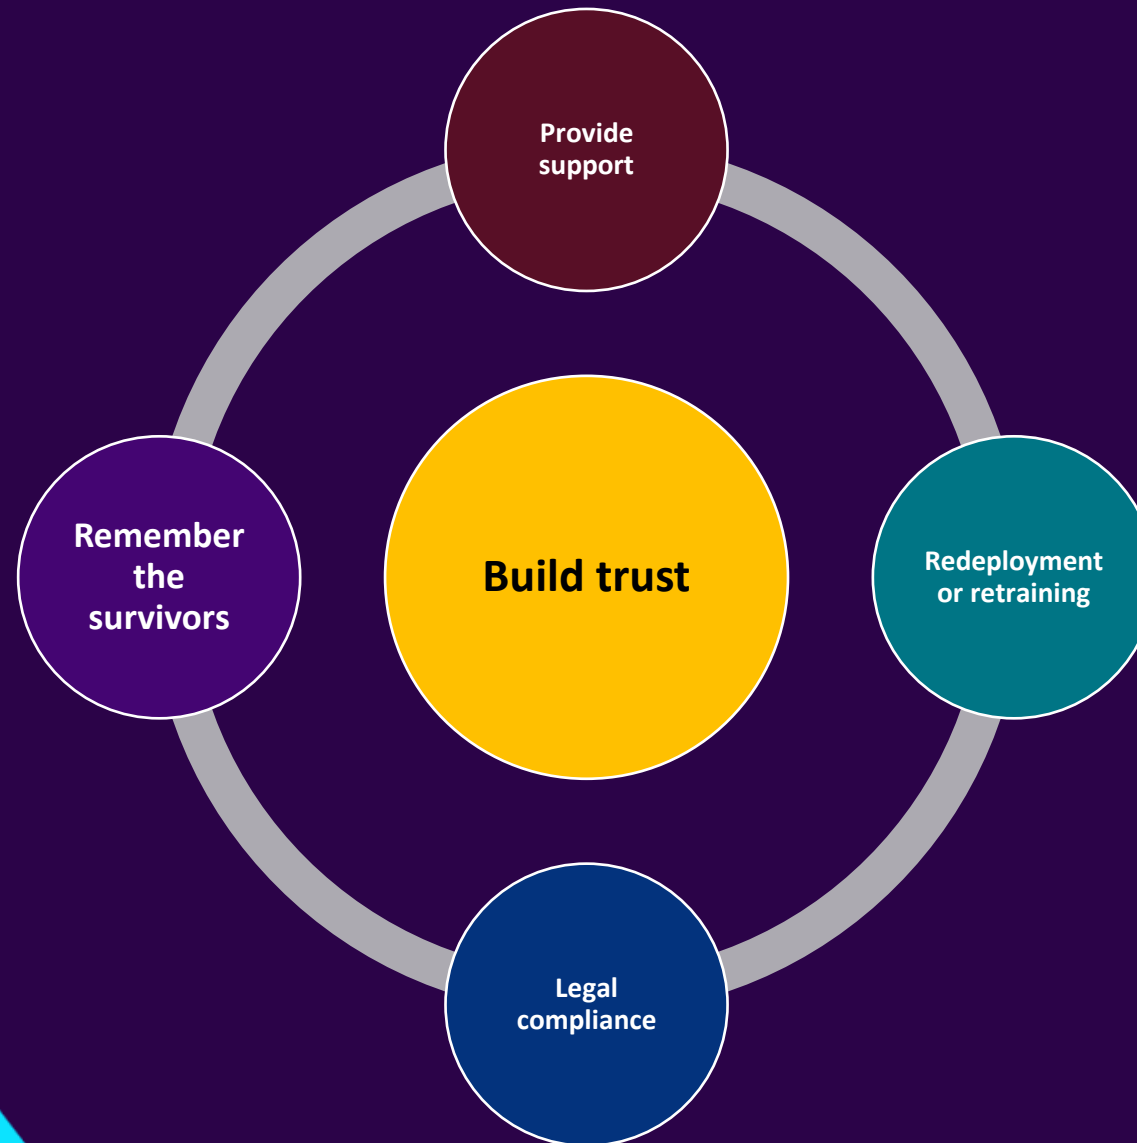 Provide
support
Remember
the
survivors
Build trust
Redeployment
or retraining
Legal
compliance